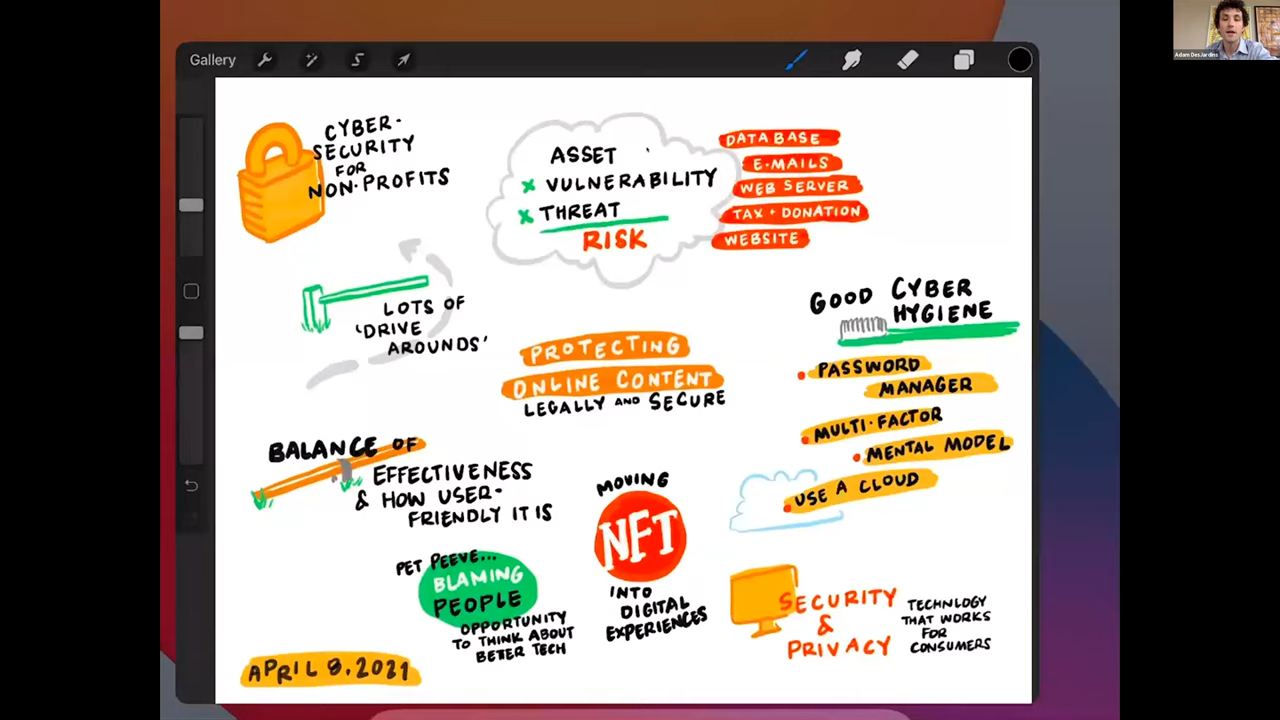 Gallery
Adam DesJardins
CYBER-
SECURITY
FOR
NON-PROFITS
ASSET
x VULNERABILITY
x THREAT
RISK
DATABASE
E-MAILS
WEB SERVER
TAX + DONATION
WEBSITE
LOTS OF
'DRIVE
AROUNDS'
PROTECTING
ONLINE CONTENT
LEGALLY AND SECURE
GOOD CYBER
HYGIENE
PASSWORD
MANAGER
MULTI-FACTOR
MENTAL MODEL
USE A CLOUD
BALANCE OF
EFFECTIVENESS
& HOW USER-
FRIENDLY IT IS
PET PEEVE...
BLAMING
PEOPLE
OPPORTUNITY
TO THINK ABOUT
BETTER TECH
MOVING
NFT
INTO
DIGITAL
EXPERIENCES
SECURITY
&
PRIVACY
TECHNLOGY
THAT WORKS
FOR
CONSUMERS
APRIL 8, 2021